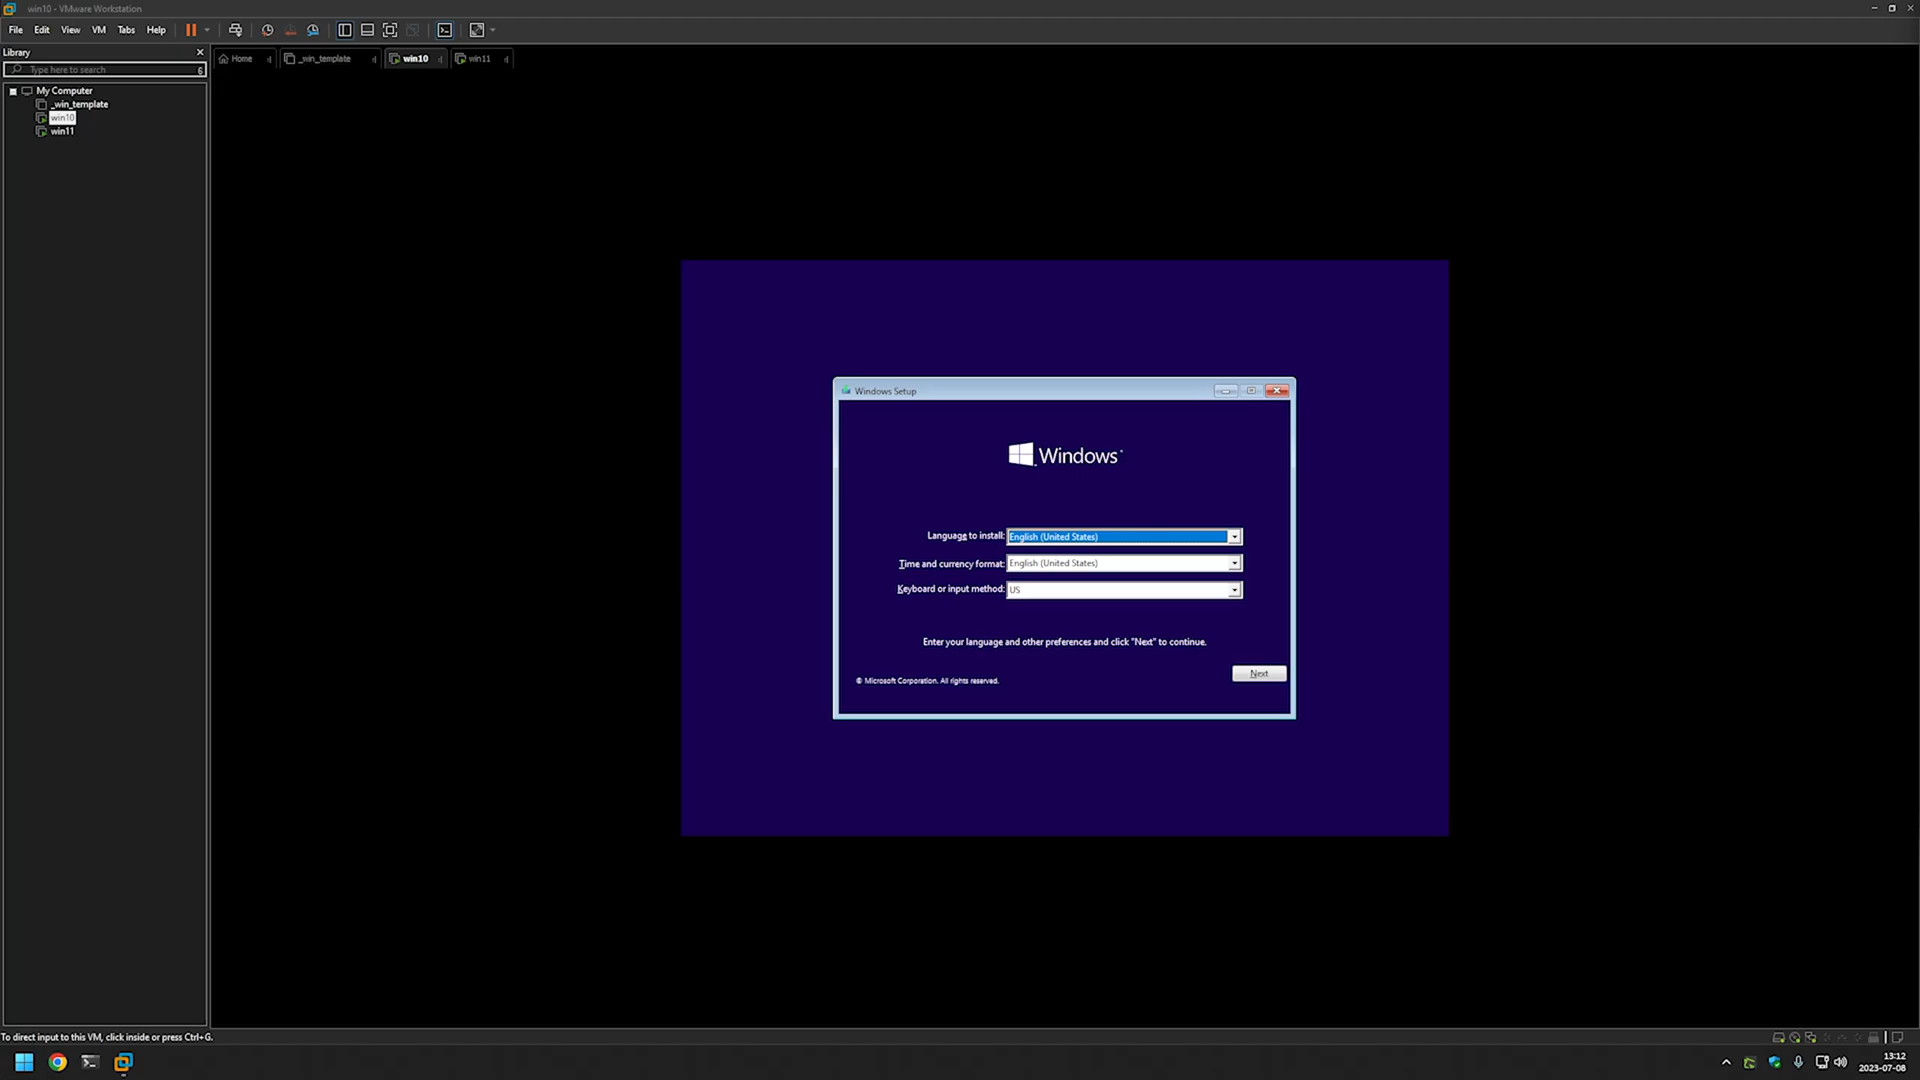 win10 - VMware Workstation
File Edit View VM Tabs Help
Library
Type here to search
Home _win_template win10 win11
My Computer
_win_template
win10
win11
Windows Setup
Windows
Language to install: English (United States)
Time and currency format: English (United States)
Keyboard or input method: US
Enter your language and other preferences and click "Next" to continue.
Next
© Microsoft Corporation. All rights reserved.
To direct input to this VM, click inside or press Ctrl+G.
13:12
2023-07-08